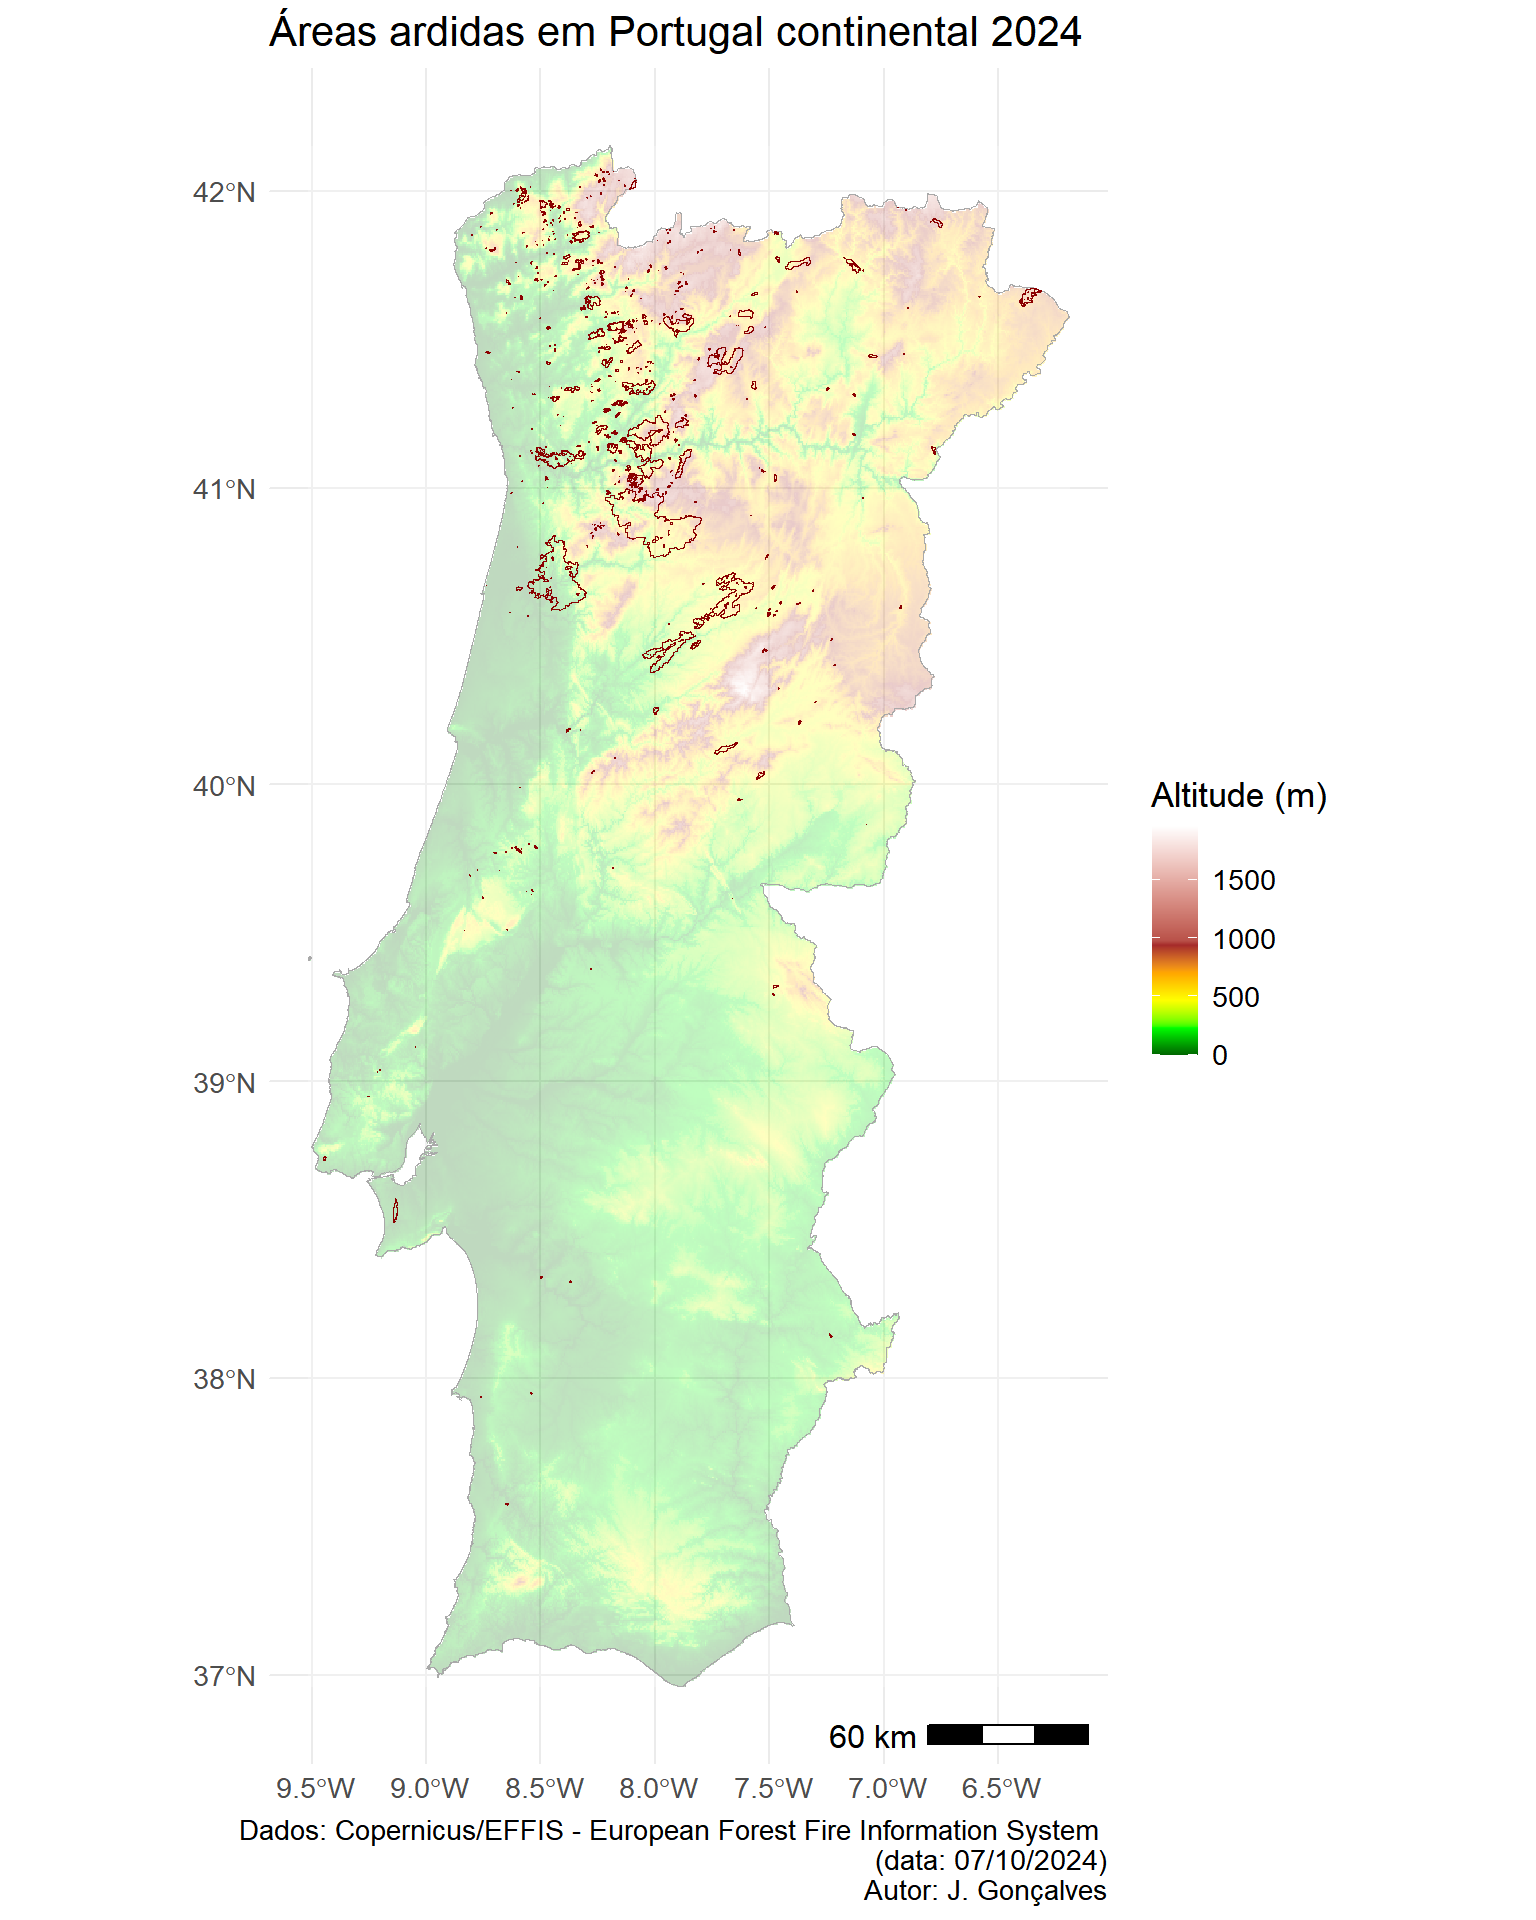 Áreas ardidas em Portugal continental 2024
42°N
41°N
40°N
39°N
38°N
37°N
Altitude (m)
1500
1000
500
0
60 km
9.5°W 9.0°W 8.5°W 8.0°W 7.5°W 7.0°W 6.5°W
Dados: Copernicus/EFFIS - European Forest Fire Information System
(data: 07/10/2024)
Autor: J. Gonçalves